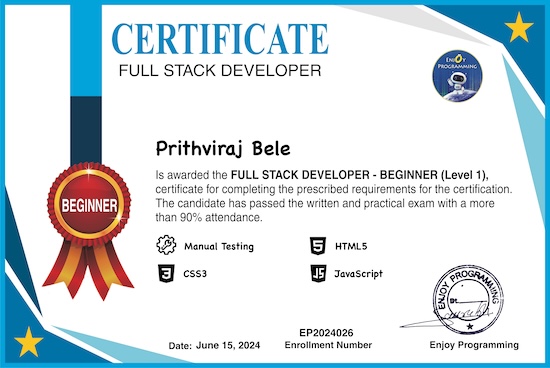 CERTIFICATE
FULL STACK DEVELOPER
ENJOY
PROGRAMMING
Prithviraj Bele
Is awarded the FULL STACK DEVELOPER - BEGINNER (Level 1),
certificate for completing the prescribed requirements for the certification.
The candidate has passed the written and practical exam with a more
than 90% attendance.
BEGINNER
Manual Testing
HTML5
CSS3
JavaScript
ENJOY PROGRAMMING
Date: June 15, 2024
EP2024026
Enrollment Number
Enjoy Programming